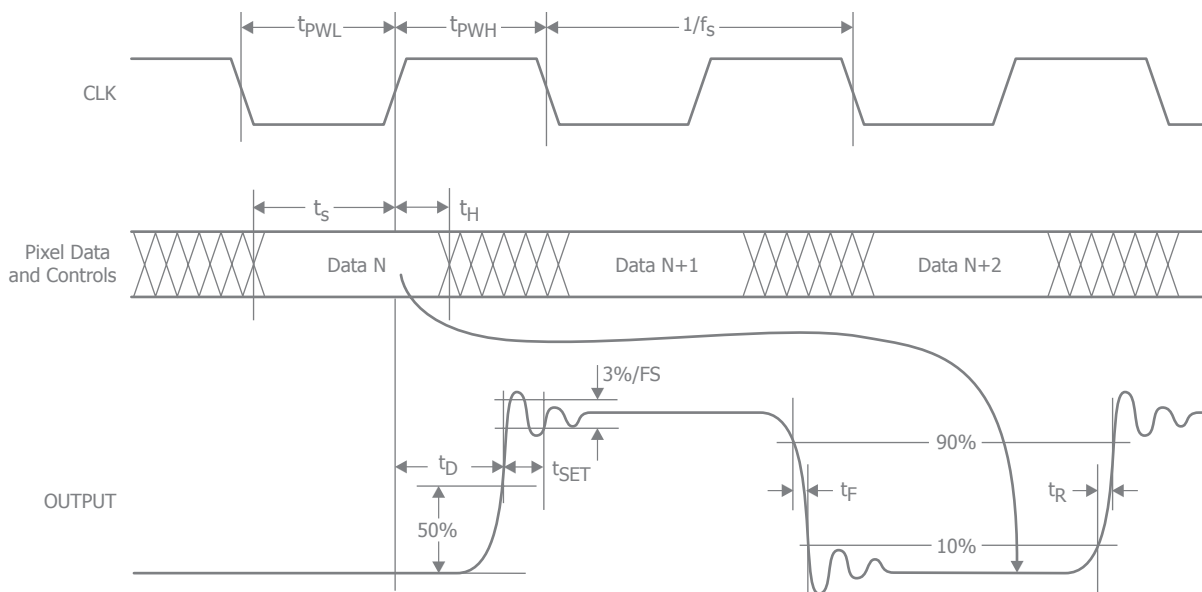 tPWL tPWH 1/fs
CLK
ts tH
Pixel Data
and Controls
Data N Data N+1 Data N+2
3%/FS
tD tSET
90%
OUTPUT
50%
tF tR
10%